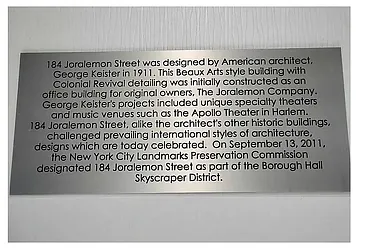 184 Joralemon Street was designed by American architect,
George Keister in 1911. This Beaux Arts style building with
Colonial Revival detailing was initially constructed as an
office building for original owners, The Joralemon Company.
George Keister's projects included unique specialty theaters
and music venues such as the Apollo Theater in Harlem.
184 Joralemon Street, alike the architect's other historic buildings,
challenged prevailing international styles of architecture,
designs which are today celebrated. On September 13, 2011,
the New York City Landmarks Preservation Commission
designated 184 Joralemon Street as part of the Borough Hall
Skyscraper District.